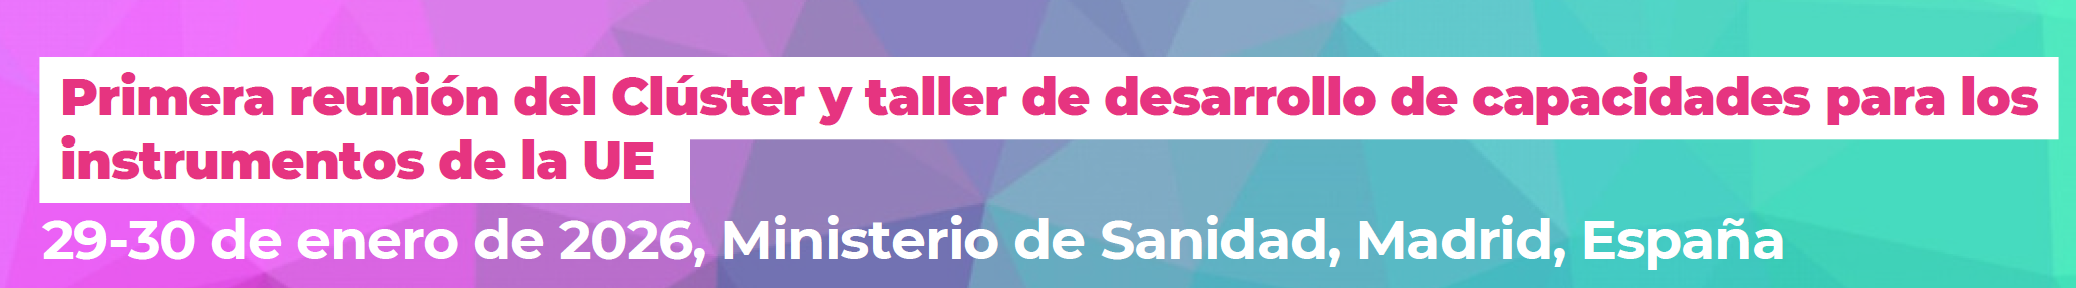 Primera reunión del Clúster y taller de desarrollo de capacidades para los
instrumentos de la UE
29-30 de enero de 2026, Ministerio de Sanidad, Madrid, España